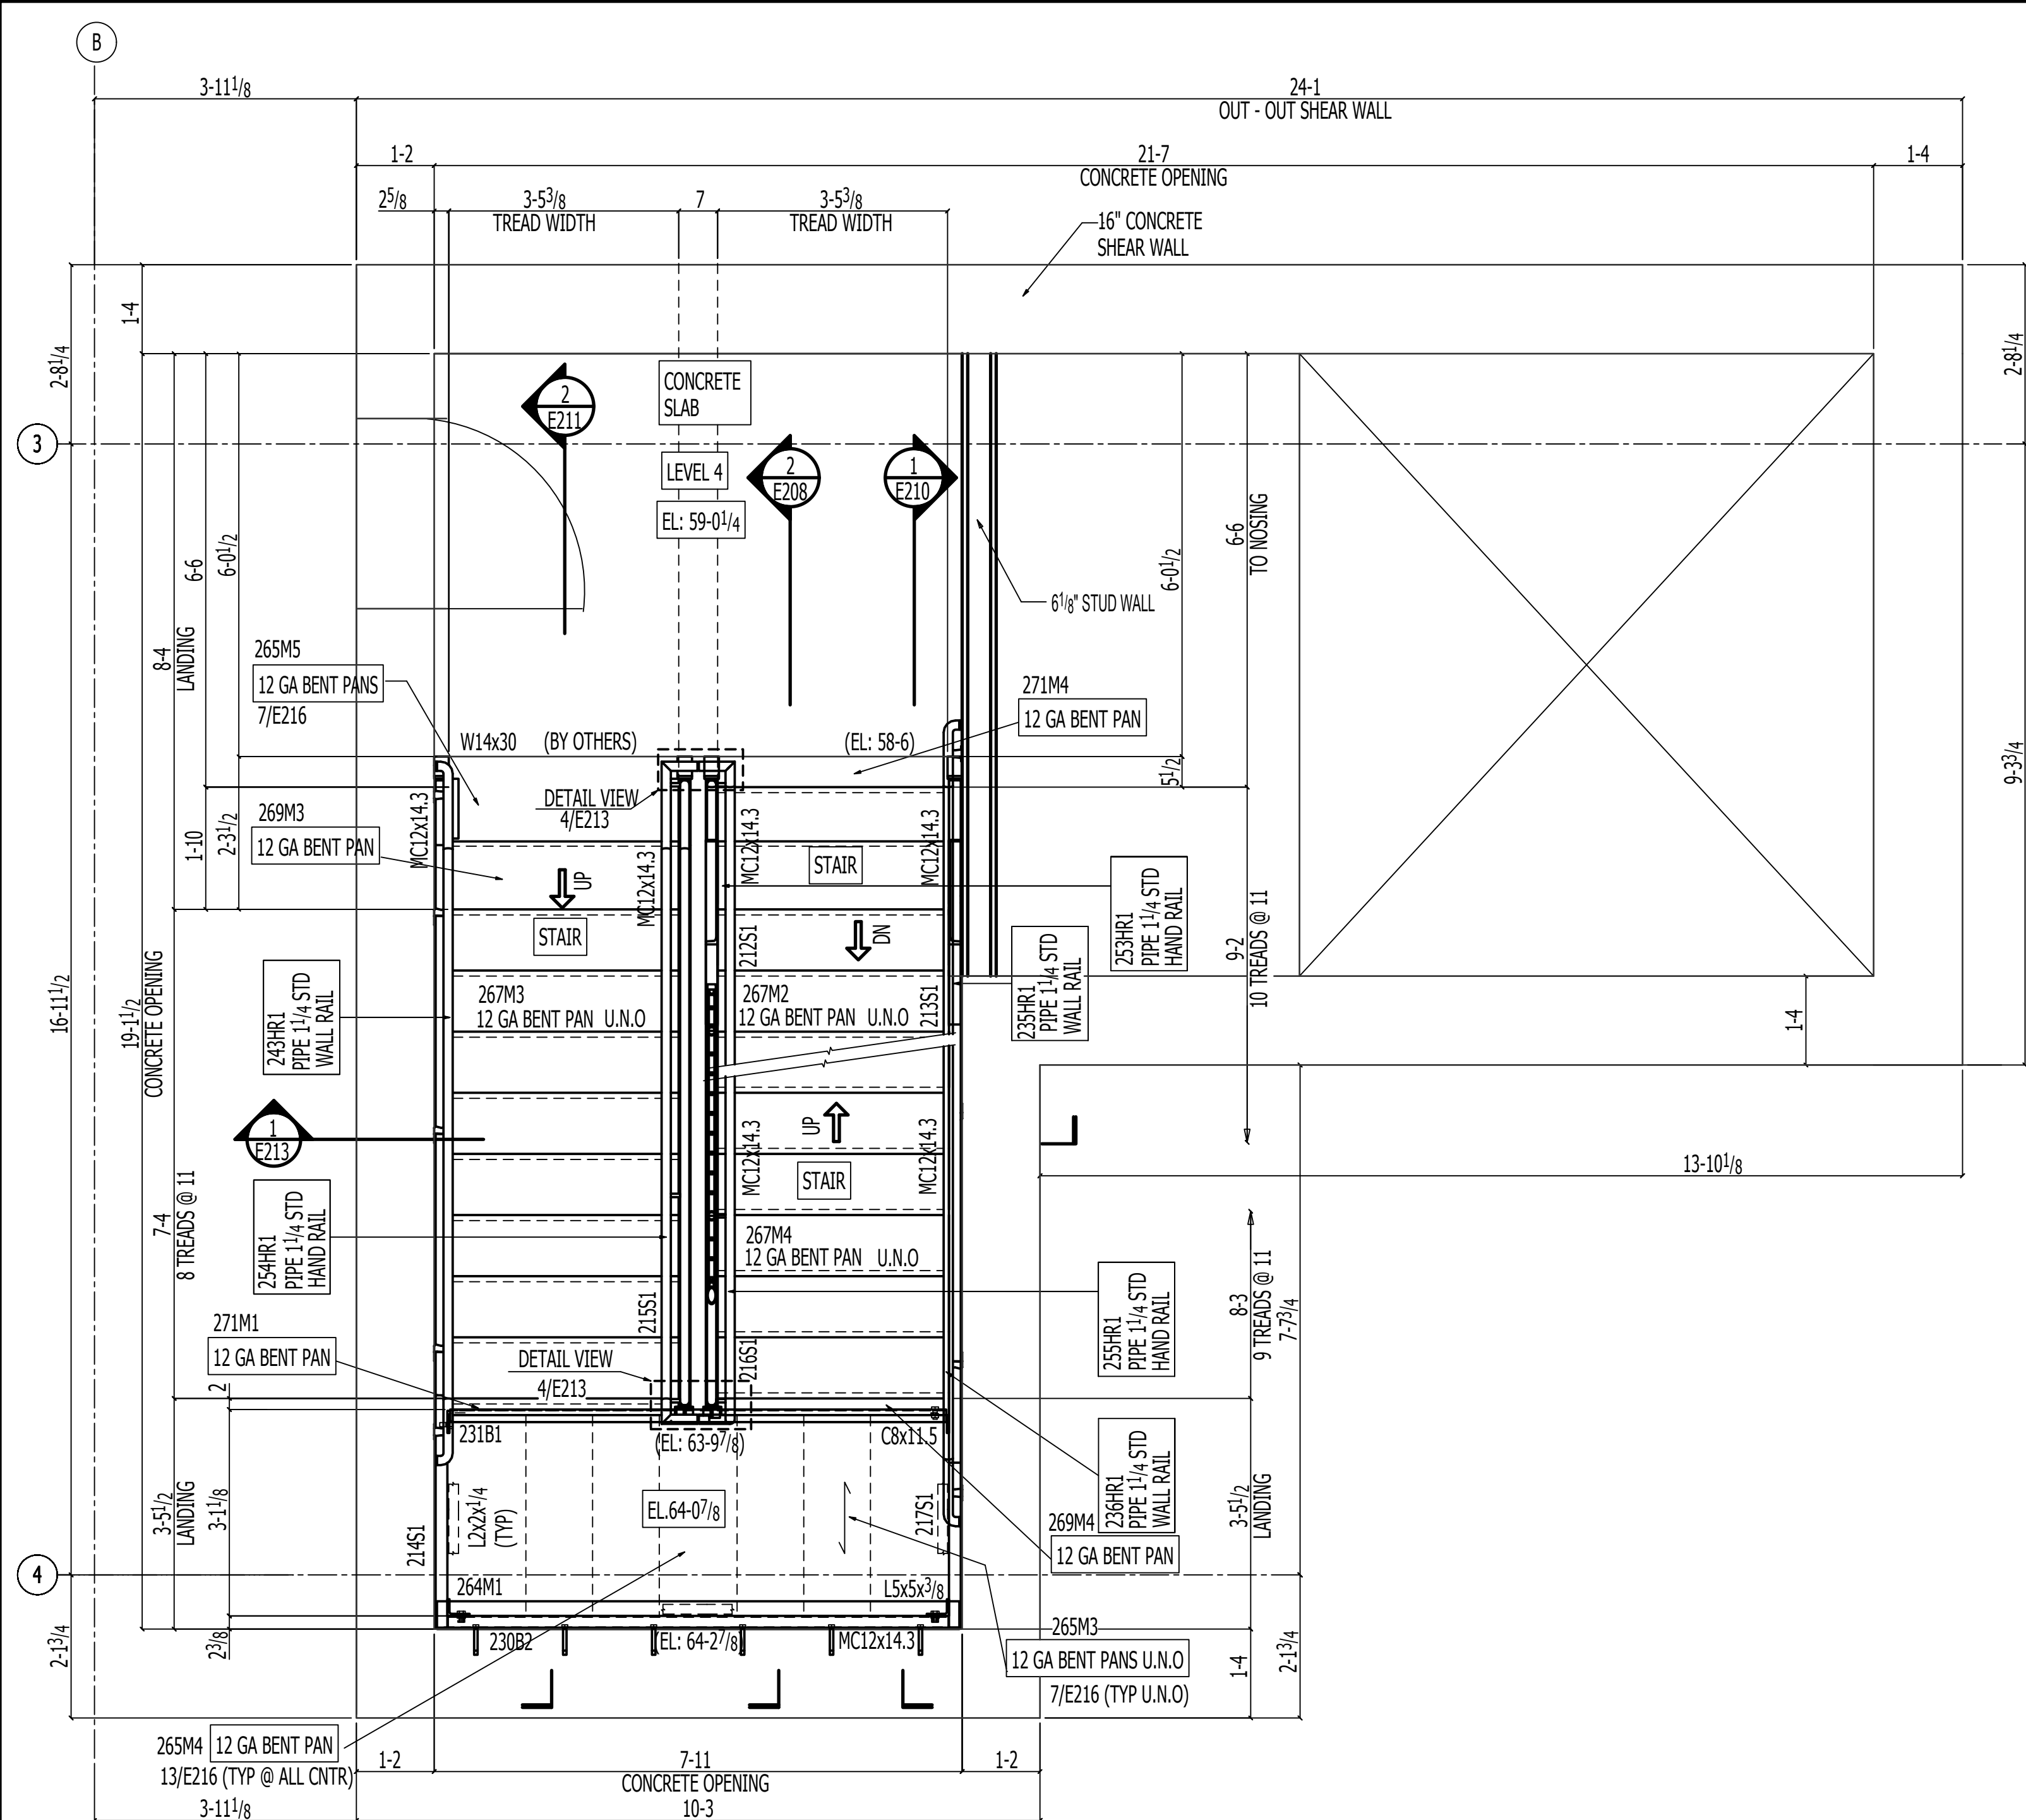 B
3-11 1/8
24-1
OUT - OUT SHEAR WALL
1-2
21-7
CONCRETE OPENING
1-4
2 5/8
3-5 3/8
TREAD WIDTH
7
3-5 3/8
TREAD WIDTH
16" CONCRETE
SHEAR WALL
1-4
2-8 1/4
2-8 1/4
3
2
E211
CONCRETE
SLAB
LEVEL 4
EL: 59-0 1/4
2
E208
1
E210
6-6
TO NOSING
6-0 1/2
6-0 1/2
6-6
8-4
LANDING
6 1/8" STUD WALL
9-3 3/4
265M5
12 GA BENT PANS
7/E216
271M4
12 GA BENT PAN
W14x30
(BY OTHERS)
(EL: 58-6)
5 1/2
DETAIL VIEW
4/E213
269M3
12 GA BENT PAN
1-10
2-3 1/2
MC12x14.3
MC12x14.3
MC12x14.3
MC12x14.3
UP
STAIR
STAIR
DN
253HR1
PIPE 1 1/4 STD
HAND RAIL
235HR1
PIPE 1 1/4 STD
WALL RAIL
9-2
10 TREADS @ 11
16-11 1/2
19-1 1/2
CONCRETE OPENING
243HR1
PIPE 1 1/4 STD
WALL RAIL
212S1
213S1
267M3
12 GA BENT PAN U.N.O
267M2
12 GA BENT PAN U.N.O
1-4
1
E213
UP
STAIR
MC12x14.3
MC12x14.3
13-10 1/8
7-4
8 TREADS @ 11
254HR1
PIPE 1 1/4 STD
HAND RAIL
267M4
12 GA BENT PAN U.N.O
215S1
216S1
255HR1
PIPE 1 1/4 STD
HAND RAIL
8-3
9 TREADS @ 11
7-7 3/4
271M1
12 GA BENT PAN
DETAIL VIEW
4/E213
2
231B1
(EL: 63-9 7/8)
C8x11.5
236HR1
PIPE 1 1/4 STD
WALL RAIL
3-5 1/2
LANDING
3-1 1/8
214S1
L2x2x1/4
(TYP)
EL.64-0 7/8
217S1
269M4
12 GA BENT PAN
3-5 1/2
LANDING
4
264M1
L5x5x3/8
2-1 3/4
2 3/8
230B2
(EL: 64-2 7/8)
MC12x14.3
265M3
12 GA BENT PANS U.N.O
7/E216 (TYP U.N.O)
1-4
2-1 3/4
265M4
12 GA BENT PAN
13/E216 (TYP @ ALL CNTR)
1-2
7-11
CONCRETE OPENING
1-2
3-11 1/8
10-3